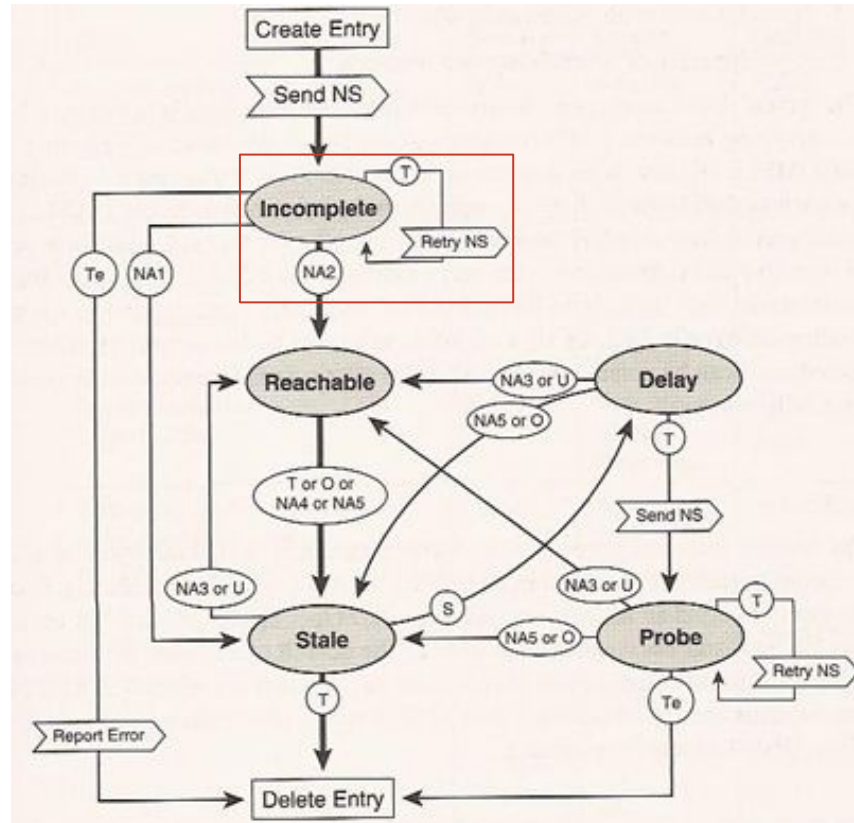 Create Entry
Send NS
T
Incomplete
Retry NS
Te
NA1
NA2
Reachable
NA3 or U
Delay
NA5 or O
T
T or O or
NA4 or NA5
Send NS
NA3 or U
NA3 or U
S
T
Stale
NA5 or O
Probe
Retry NS
T
Te
Report Error
Delete Entry